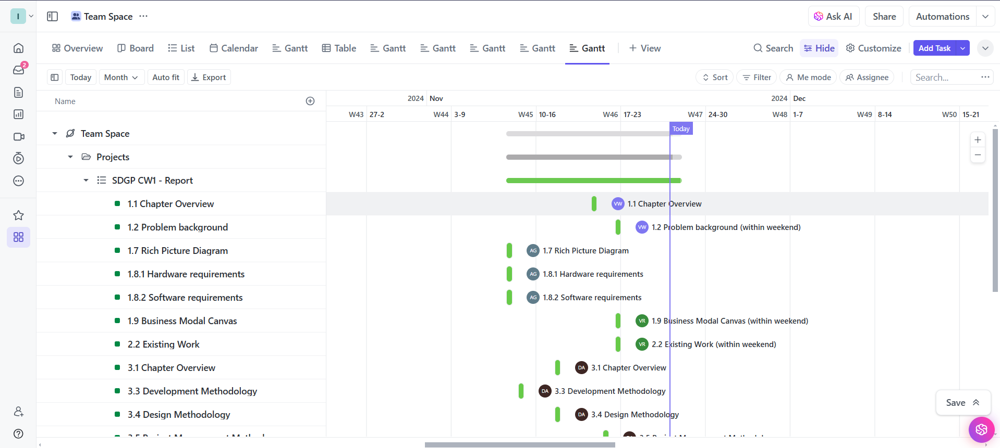 I
Team Space ···
Ask AI
Share
Automations
Overview
Board
List
Calendar
Gantt
Table
Gantt
Gantt
Gantt
Gantt
Gantt
+ View
Search
Hide
Customize
Add Task
2
Today
Month
Auto fit
Export
Sort
Filter
Me mode
Assignee
Search...
Name
2024 Nov
2024 Dec
W43 27-2
W44 3-9
W45 10-16
W46 17-23
W47 24-30
W48 1-7
W49 8-14
W50 15-21
Today
Team Space
Projects
SDGP CW1 - Report
1.1 Chapter Overview
VW 1.1 Chapter Overview
1.2 Problem background
VW 1.2 Problem background (within weekend)
1.7 Rich Picture Diagram
AG 1.7 Rich Picture Diagram
1.8.1 Hardware requirements
AG 1.8.1 Hardware requirements
1.8.2 Software requirements
AG 1.8.2 Software requirements
1.9 Business Modal Canvas
VR 1.9 Business Modal Canvas (within weekend)
2.2 Existing Work
VR 2.2 Existing Work (within weekend)
3.1 Chapter Overview
DA 3.1 Chapter Overview
3.3 Development Methodology
DA 3.3 Development Methodology
3.4 Design Methodology
DA 3.4 Design Methodology
Save